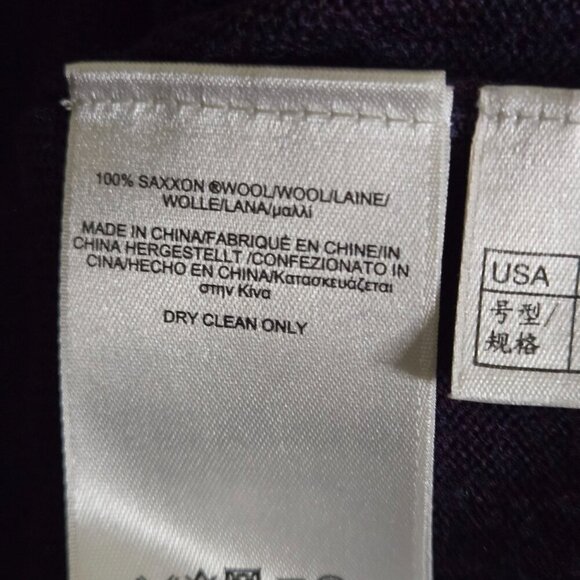 100% SAXXON ®WOOL/WOOL/LAINE/
WOLLE/LANA/μαλλί
MADE IN CHINA/FABRIQUÉ EN CHINE/IN
CHINA HERGESTELLT /CONFEZIONATO IN
CINA/HECHO EN CHINA/Κατασκευάζεται
στην Κίνα
DRY CLEAN ONLY
USA
号型/
规格